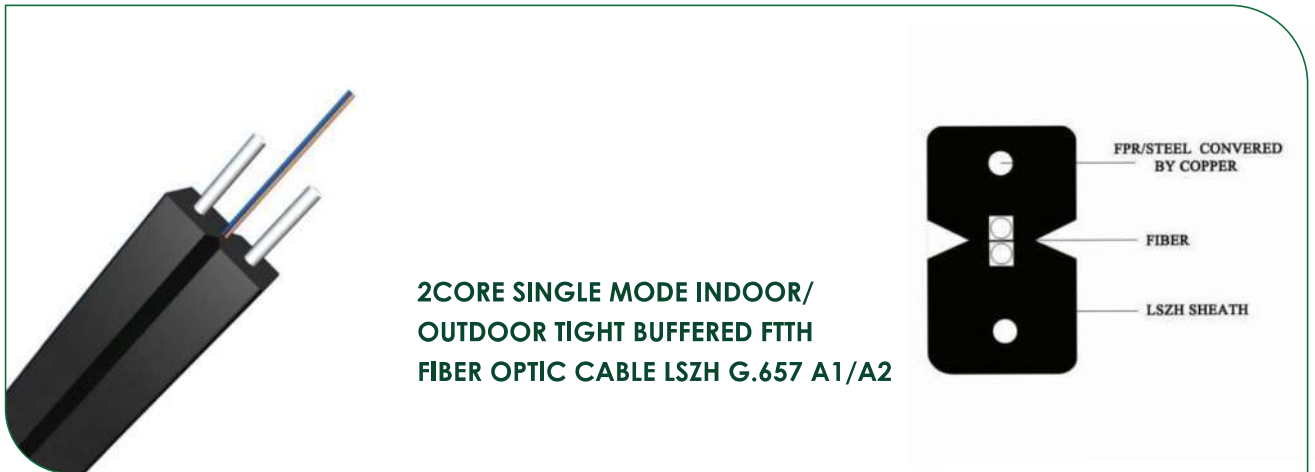 2CORE SINGLE MODE INDOOR/
OUTDOOR TIGHT BUFFERED FTTH
FIBER OPTIC CABLE LSZH G.657 A1/A2
FPR/STEEL CONVERED
BY COPPER
FIBER
LSZH SHEATH